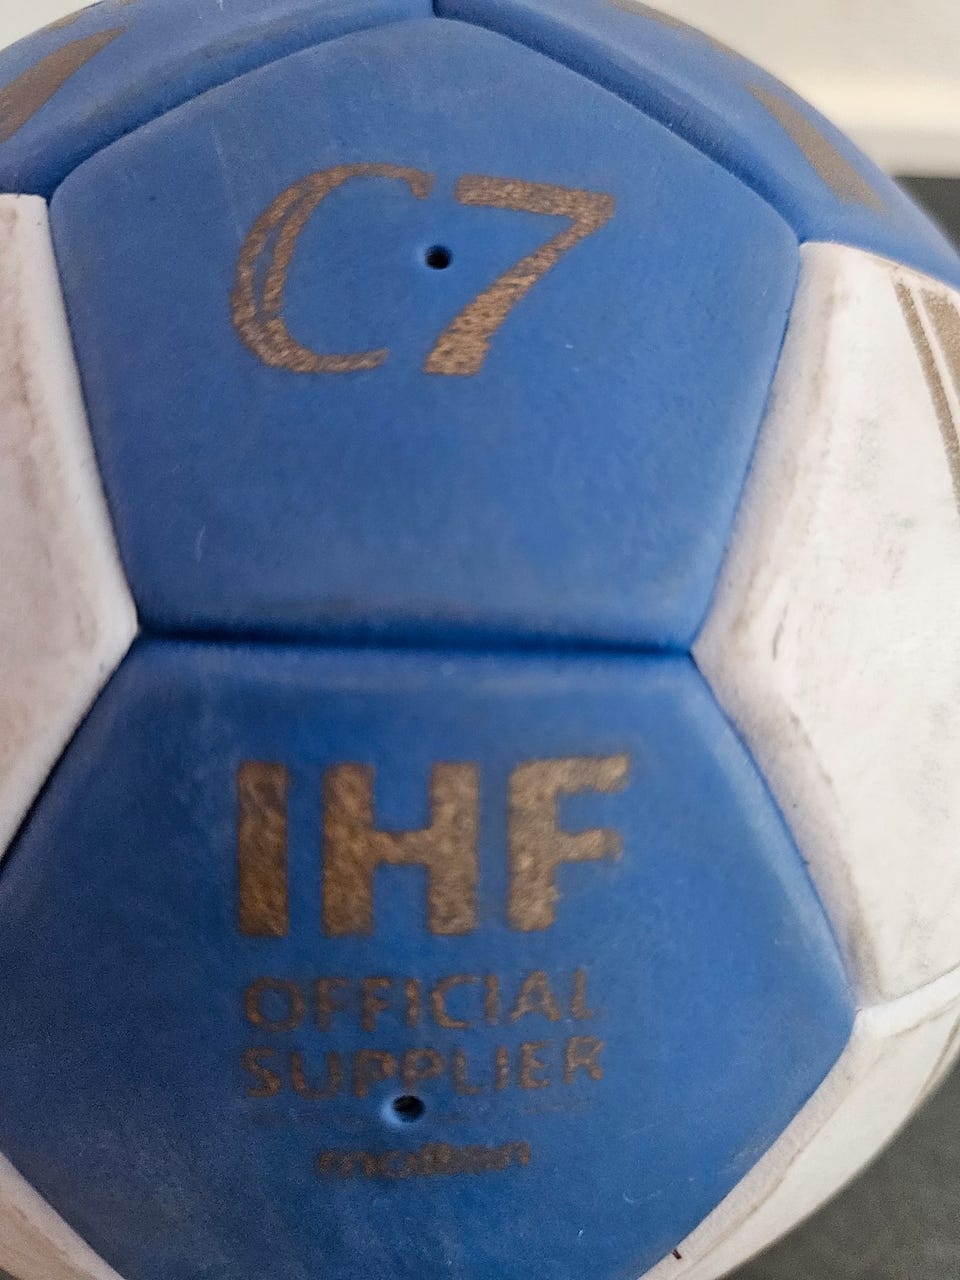 C7
IHF
OFFICIAL
SUPPLIER
molten